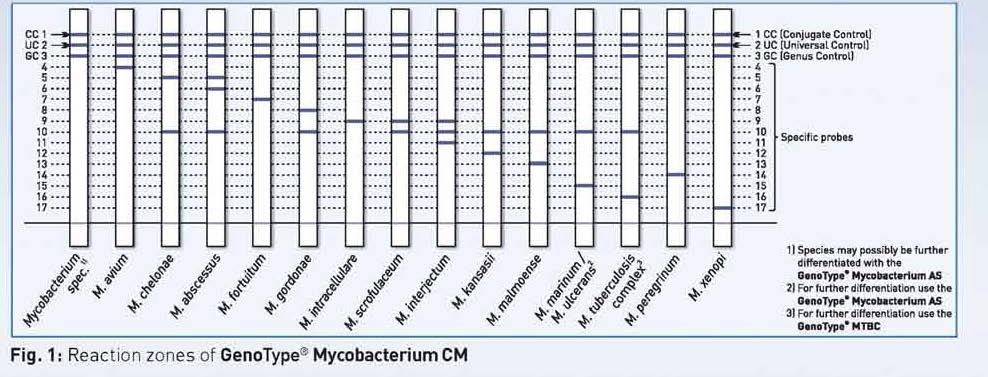 CC 1
UC 2
GC 3
4
5
6
7
8
9
10
11
12
13
14
15
16
17
1 CC (Conjugate Control)
2 UC (Universal Control)
3 GC (Genus Control)
4
5
6
7
8
9
10
11
12
13
14
15
16
17
Specific probes
Mycobacterium
spec. 1)
M. avium
M. chelonae
M. abscessus
M. fortuitum
M. gordonae
M. intracellulare
M. scrofulaceum
M. interjectum
M. kansasii
M. malmoense
M. marinum /
M. ulcerans2
M. tuberculosis
complex3
M. peregrinum
M. xenopi
1) Species may possibly be further
differentiated with the
GenoType® Mycobacterium AS
2) For further differentiation use the
GenoType® Mycobacterium AS
3) For further differentiation use the
GenoType® MTBC
Fig. 1: Reaction zones of GenoType® Mycobacterium CM